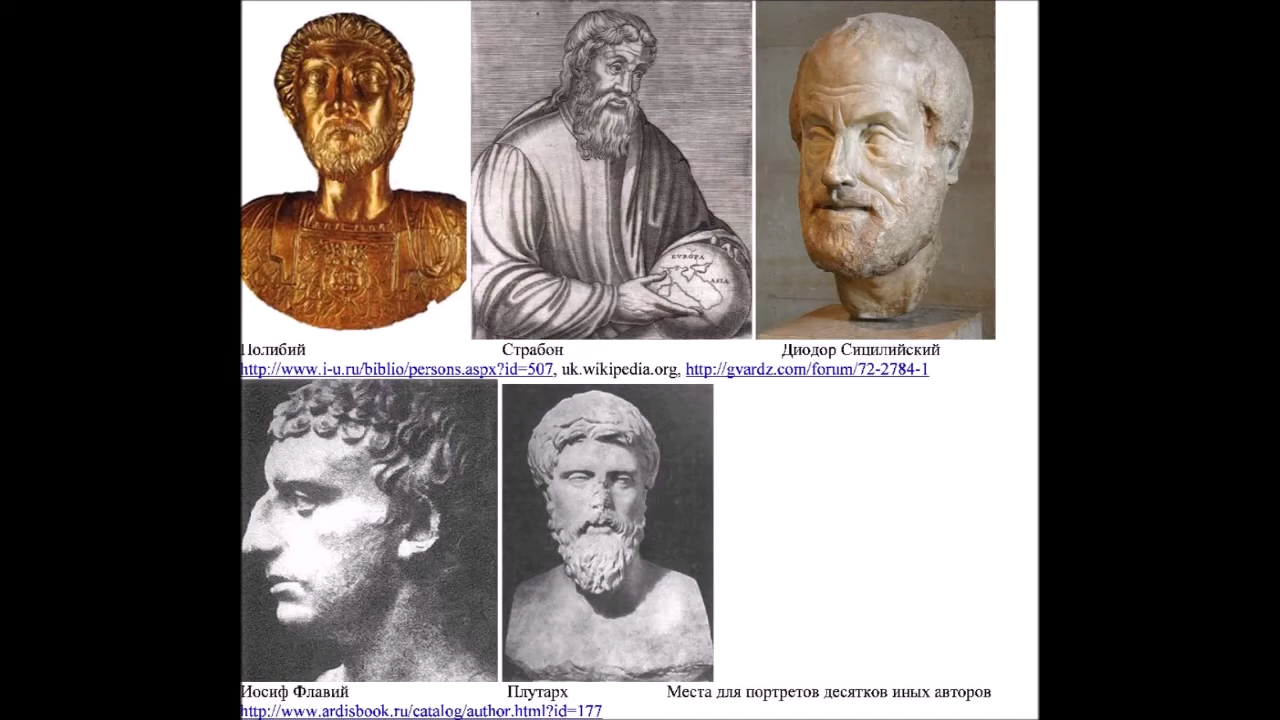 EVROPA
ASIA
Полибий Страбон Диодор Сицилийский
http://www.i-u.ru/biblio/persons.aspx?id=507, uk.wikipedia.org, http://gvardz.com/forum/72-2784-1
Иосиф Флавий Плутарх Места для портретов десятков иных авторов
http://www.ardisbook.ru/catalog/author.html?id=177